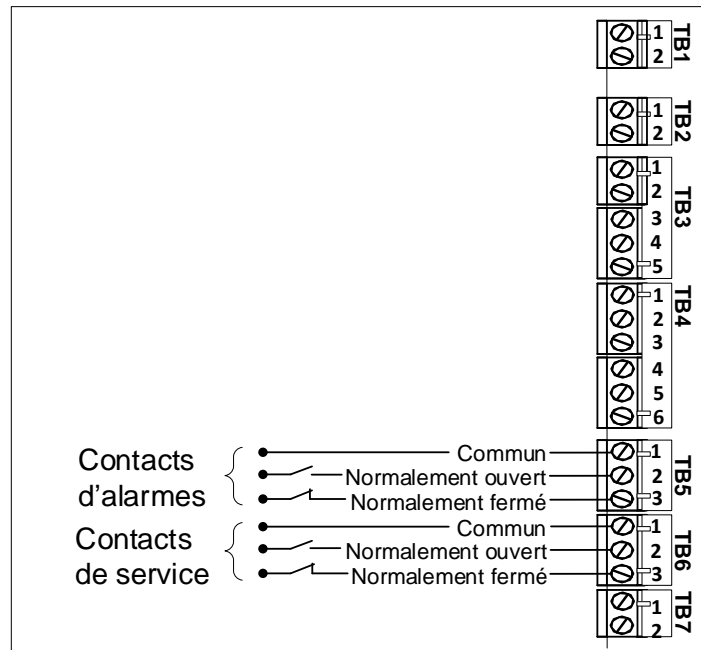 1
2
TB1
1
2
TB2
1
2
3
4
5
TB3
1
2
3
4
5
6
TB4
Contacts
d'alarmes
Commun
Normalement ouvert
Normalement fermé
1
2
3
TB5
Contacts
de service
Commun
Normalement ouvert
Normalement fermé
1
2
3
TB6
1
2
TB7